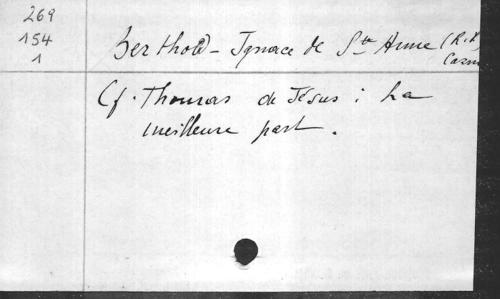 269
154
1
Berthold-Ignace de Ste Anne (R.P.
Carm
Cf. Thomas de Jésus : La
meilleure part.